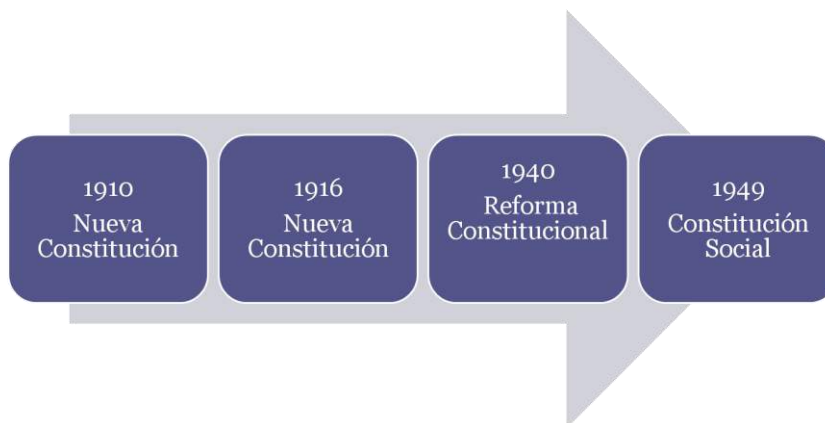 1910
Nueva
Constitución
1916
Nueva
Constitución
1940
Reforma
Constitucional
1949
Constitución
Social